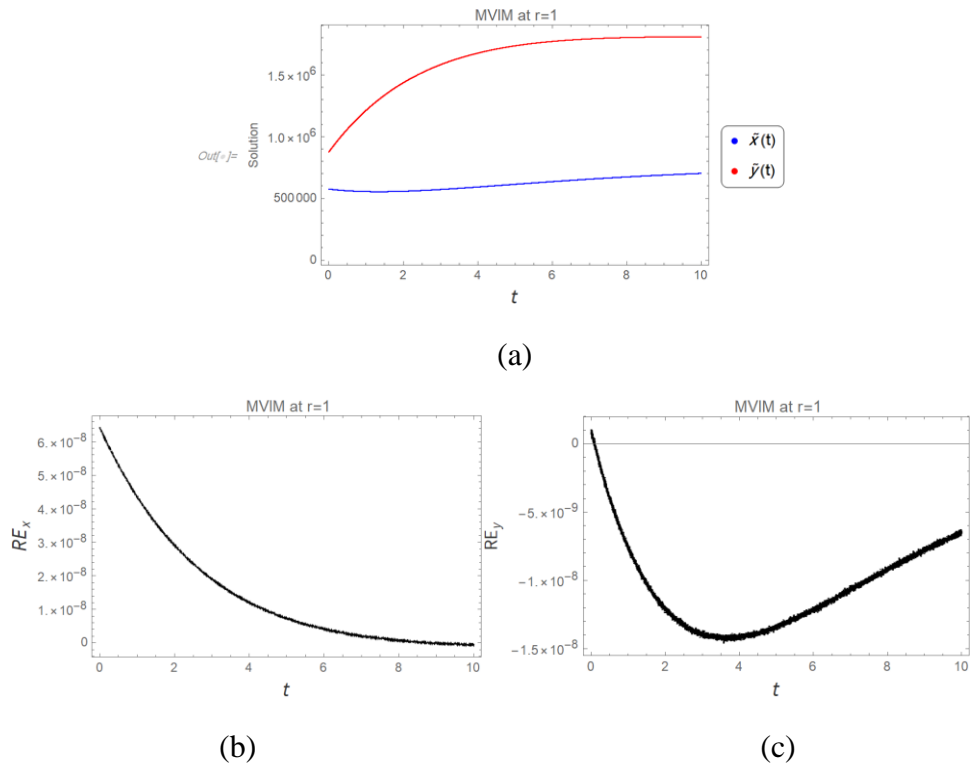 MVIM at r=1
1.5×10⁶
1.0×10⁶
500 000
0
Solution
Out[◦]=
x̃(t)
ỹ(t)
0 2 4 6 8 10
t
(a)
MVIM at r=1
6.×10⁻⁸
5.×10⁻⁸
4.×10⁻⁸
3.×10⁻⁸
2.×10⁻⁸
1.×10⁻⁸
0
REₓ
0 2 4 6 8 10
t
(b)
MVIM at r=1
0
−5.×10⁻⁹
−1.×10⁻⁸
−1.5×10⁻⁸
RE_y
0 2 4 6 8 10
t
(c)